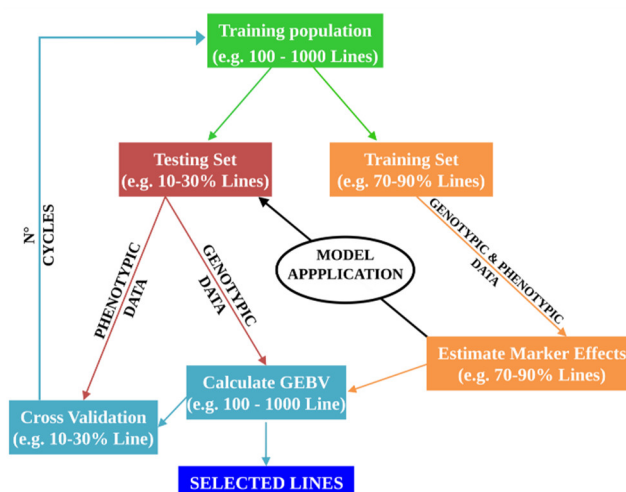 Training population
(e.g. 100 - 1000 Lines)
Testing Set
(e.g. 10-30% Lines)
Training Set
(e.g. 70-90% Lines)
N°
CYCLES
PHENOTYPIC
DATA
GENOTYPIC
DATA
MODEL
APPPLICATION
GENOTYPIC & PHENOTYPIC
DATA
Estimate Marker Effects
(e.g. 70-90% Lines)
Calculate GEBV
(e.g. 100 - 1000 Line)
Cross Validation
(e.g. 10-30% Line)
SELECTED LINES